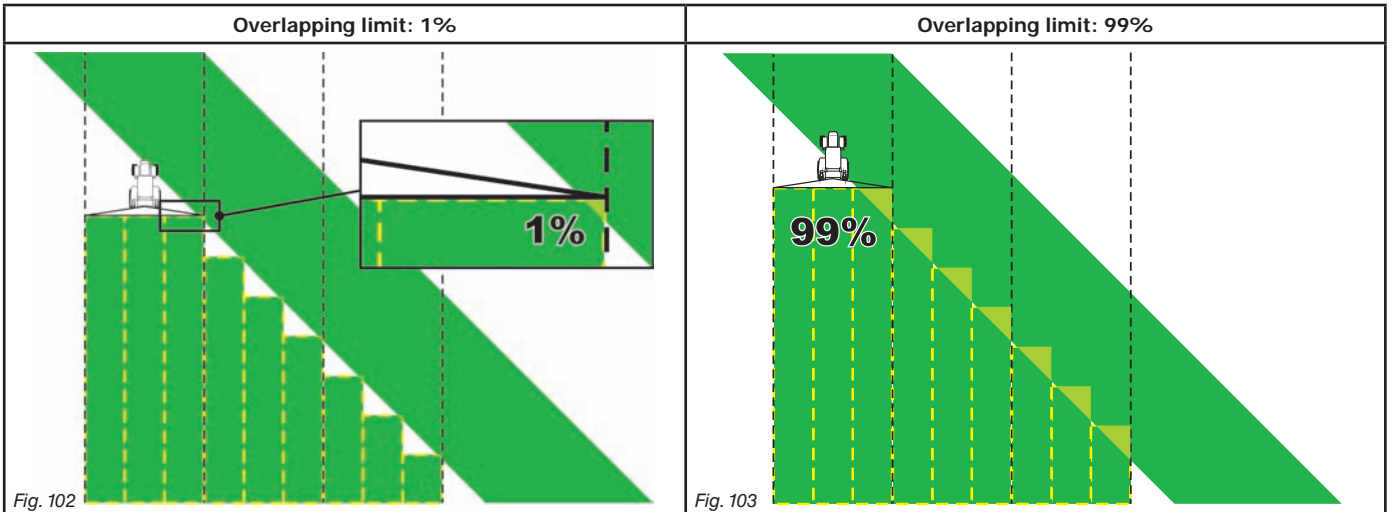 Overlapping limit: 1%
Overlapping limit: 99%
1%
99%
Fig. 102
Fig. 103